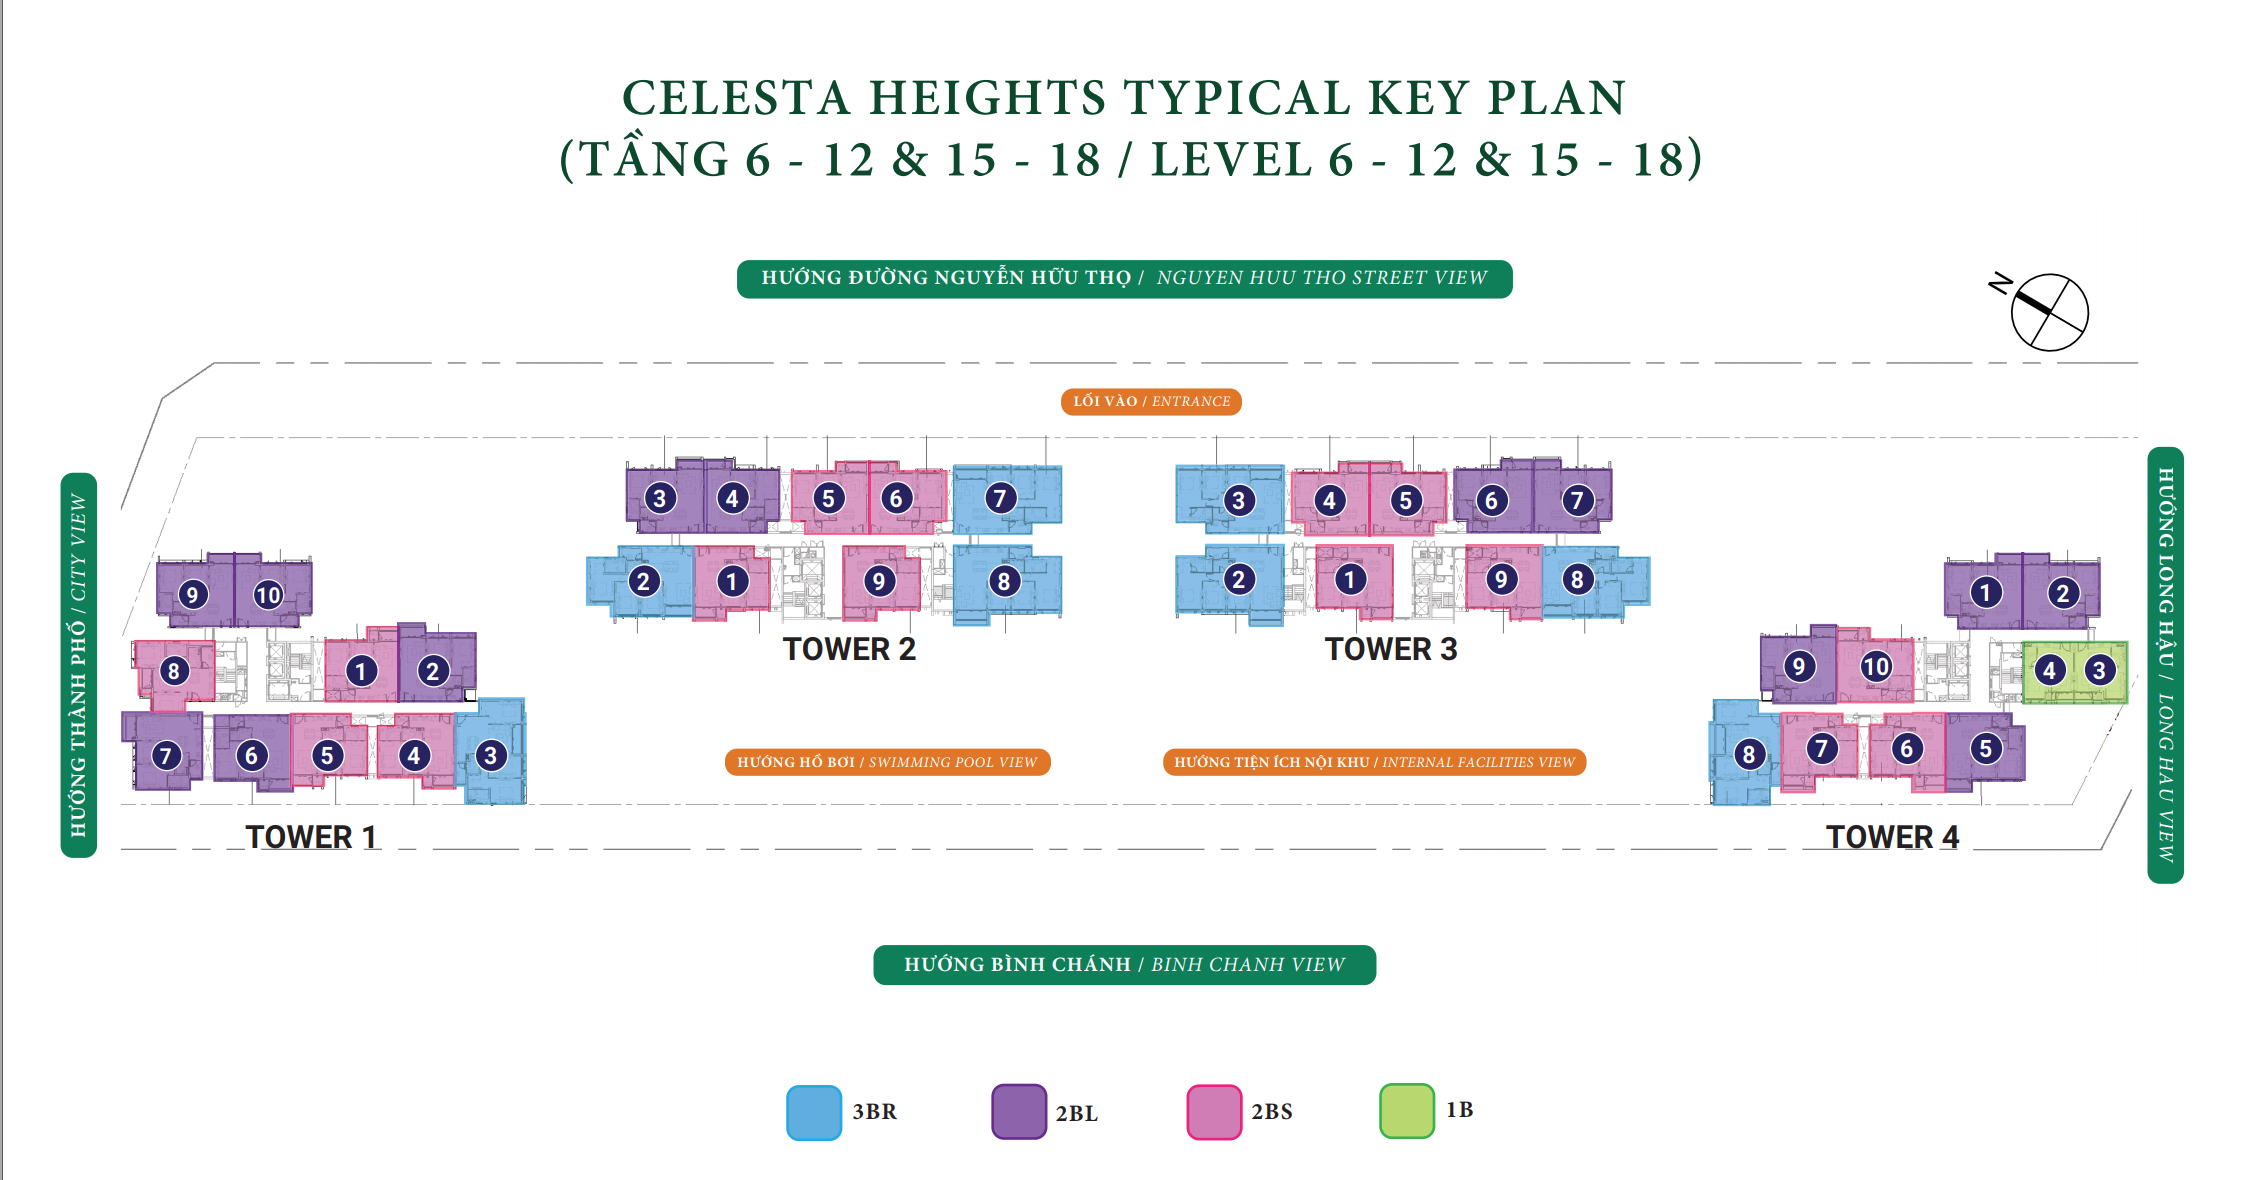 CELESTA HEIGHTS TYPICAL KEY PLAN
(TẦNG 6 - 12 & 15 - 18 / LEVEL 6 - 12 & 15 - 18)
HƯỚNG ĐƯỜNG NGUYỄN HỮU THỌ / NGUYEN HUU THO STREET VIEW
N
LỐI VÀO / ENTRANCE
HƯỚNG THÀNH PHỐ / CITY VIEW
9 10
8 1 2
7 6 5 4 3
TOWER 1
3 4 5 6 7
2 1 9 8
TOWER 2
3 4 5 6 7
2 1 9 8
TOWER 3
1 2
9 10 4 3
8 7 6 5
TOWER 4
HƯỚNG LONG HẬU / LONG HAU VIEW
HƯỚNG HỒ BƠI / SWIMMING POOL VIEW
HƯỚNG TIỆN ÍCH NỘI KHU / INTERNAL FACILITIES VIEW
HƯỚNG BÌNH CHÁNH / BINH CHANH VIEW
3BR
2BL
2BS
1B